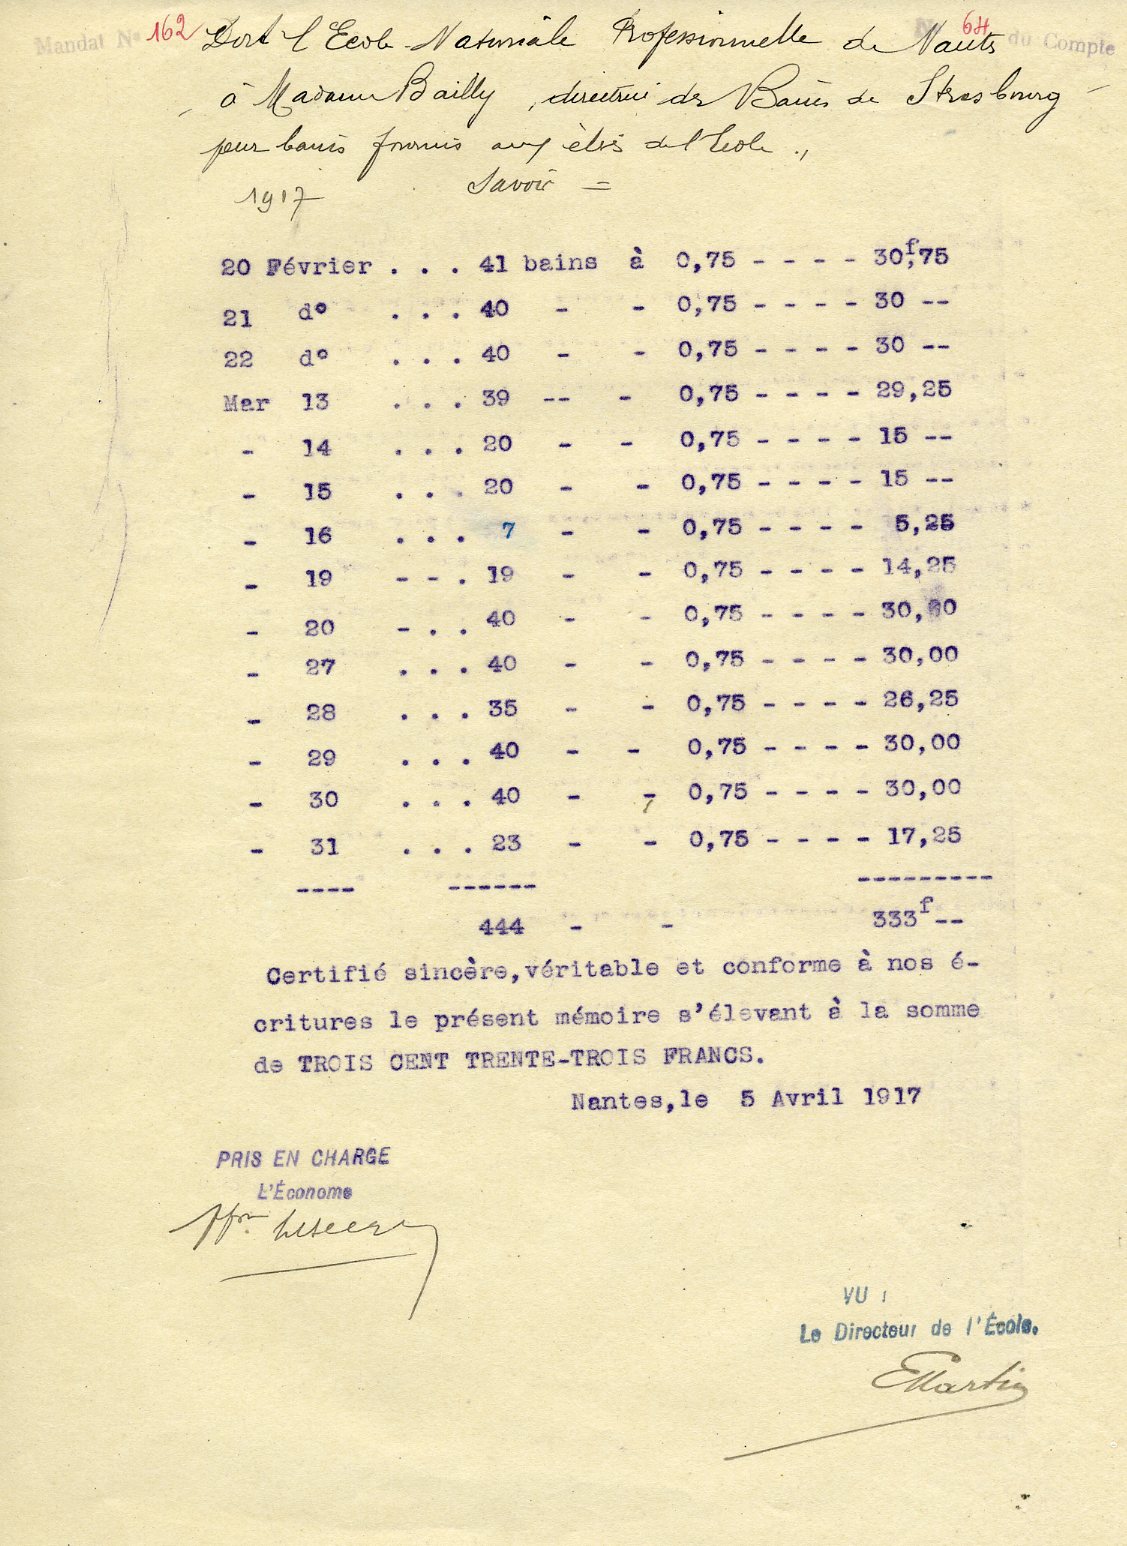 Mandat Nº 162 Nº 64 du Compte
Doit l'Ecole Nationale Professionnelle de Nantes
à Madame Bailly, directrice des Bains de Strasbourg
pour bains fournis aux élèves de l'Ecole.,
1917 Savoir =
20 Février . . . 41 bains à 0,75 - - - - 30f,75
21 dº . . . 40 - - 0,75 - - - - 30 --
22 dº . . . 40 - - 0,75 - - - - 30 --
Mar 13 . . . 39 -- - 0,75 - - - - 29,25
- 14 . . . 20 - - 0,75 - - - - 15 --
- 15 . . . 20 - - 0,75 - - - - 15 --
- 16 . . . 7 - - 0,75 - - - - 5,25
- 19 - - . 19 - - 0,75 - - - - 14,25
- 20 - . . 40 - - 0,75 - - - - 30,00
- 27 . . . 40 - - 0,75 - - - - 30,00
- 28 . . . 35 - - 0,75 - - - - 26,25
- 29 . . . 40 - - 0,75 - - - - 30,00
- 30 . . . 40 - - 0,75 - - - - 30,00
- 31 . . . 23 - - 0,75 - - - - 17,25
---- ------ ---------
444 - - 333f--
Certifié sincère,véritable et conforme à nos é-
critures le présent mémoire s'élevant à la somme
de TROIS CENT TRENTE-TROIS FRANCS.
Nantes,le 5 Avril 1917
PRIS EN CHARGE
L'Économe
VU :
Le Directeur de l'École.
EMartin